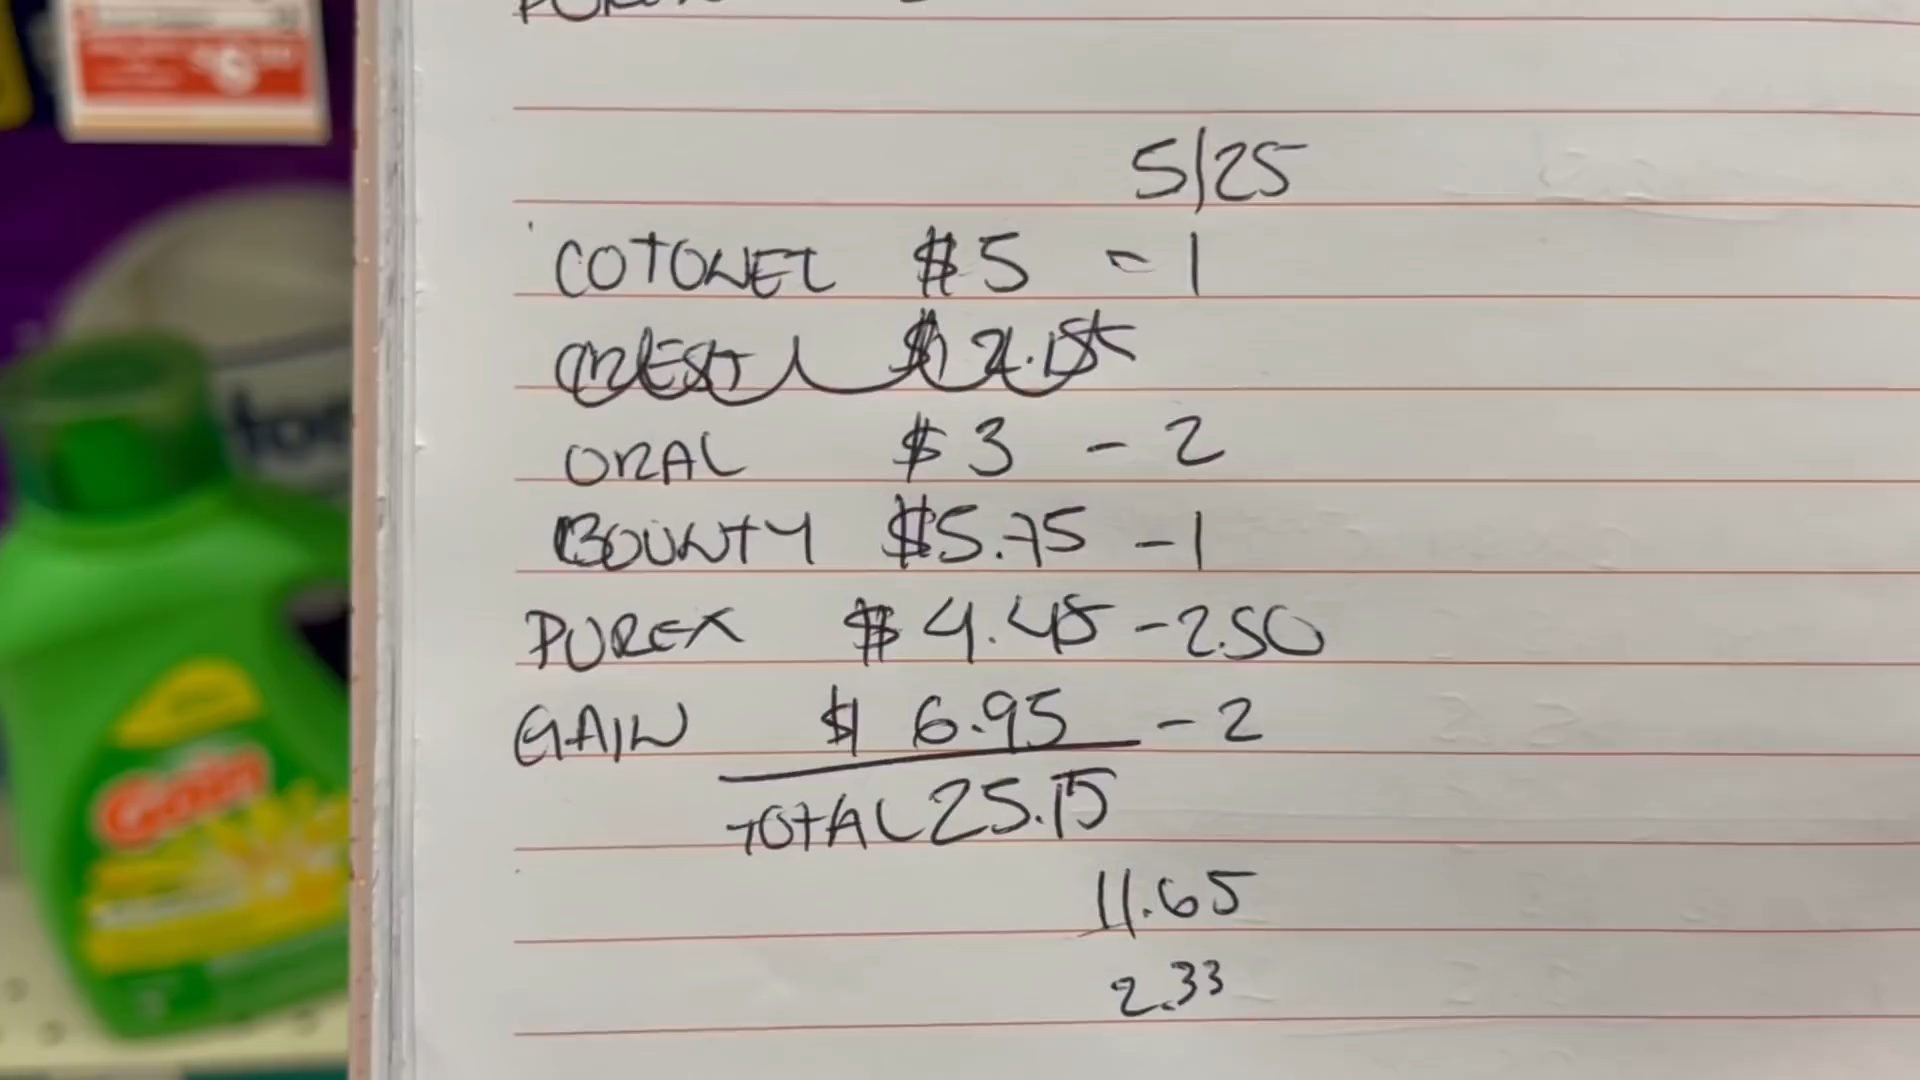 5/25
COTONEL $5 - 1
ORAL $3 - 2
BOUNTY $5.75 - 1
PUREX $4.45 - 2.50
GAIN $6.95 - 2
TOTAL 25.15
11.65
2.33
Gain